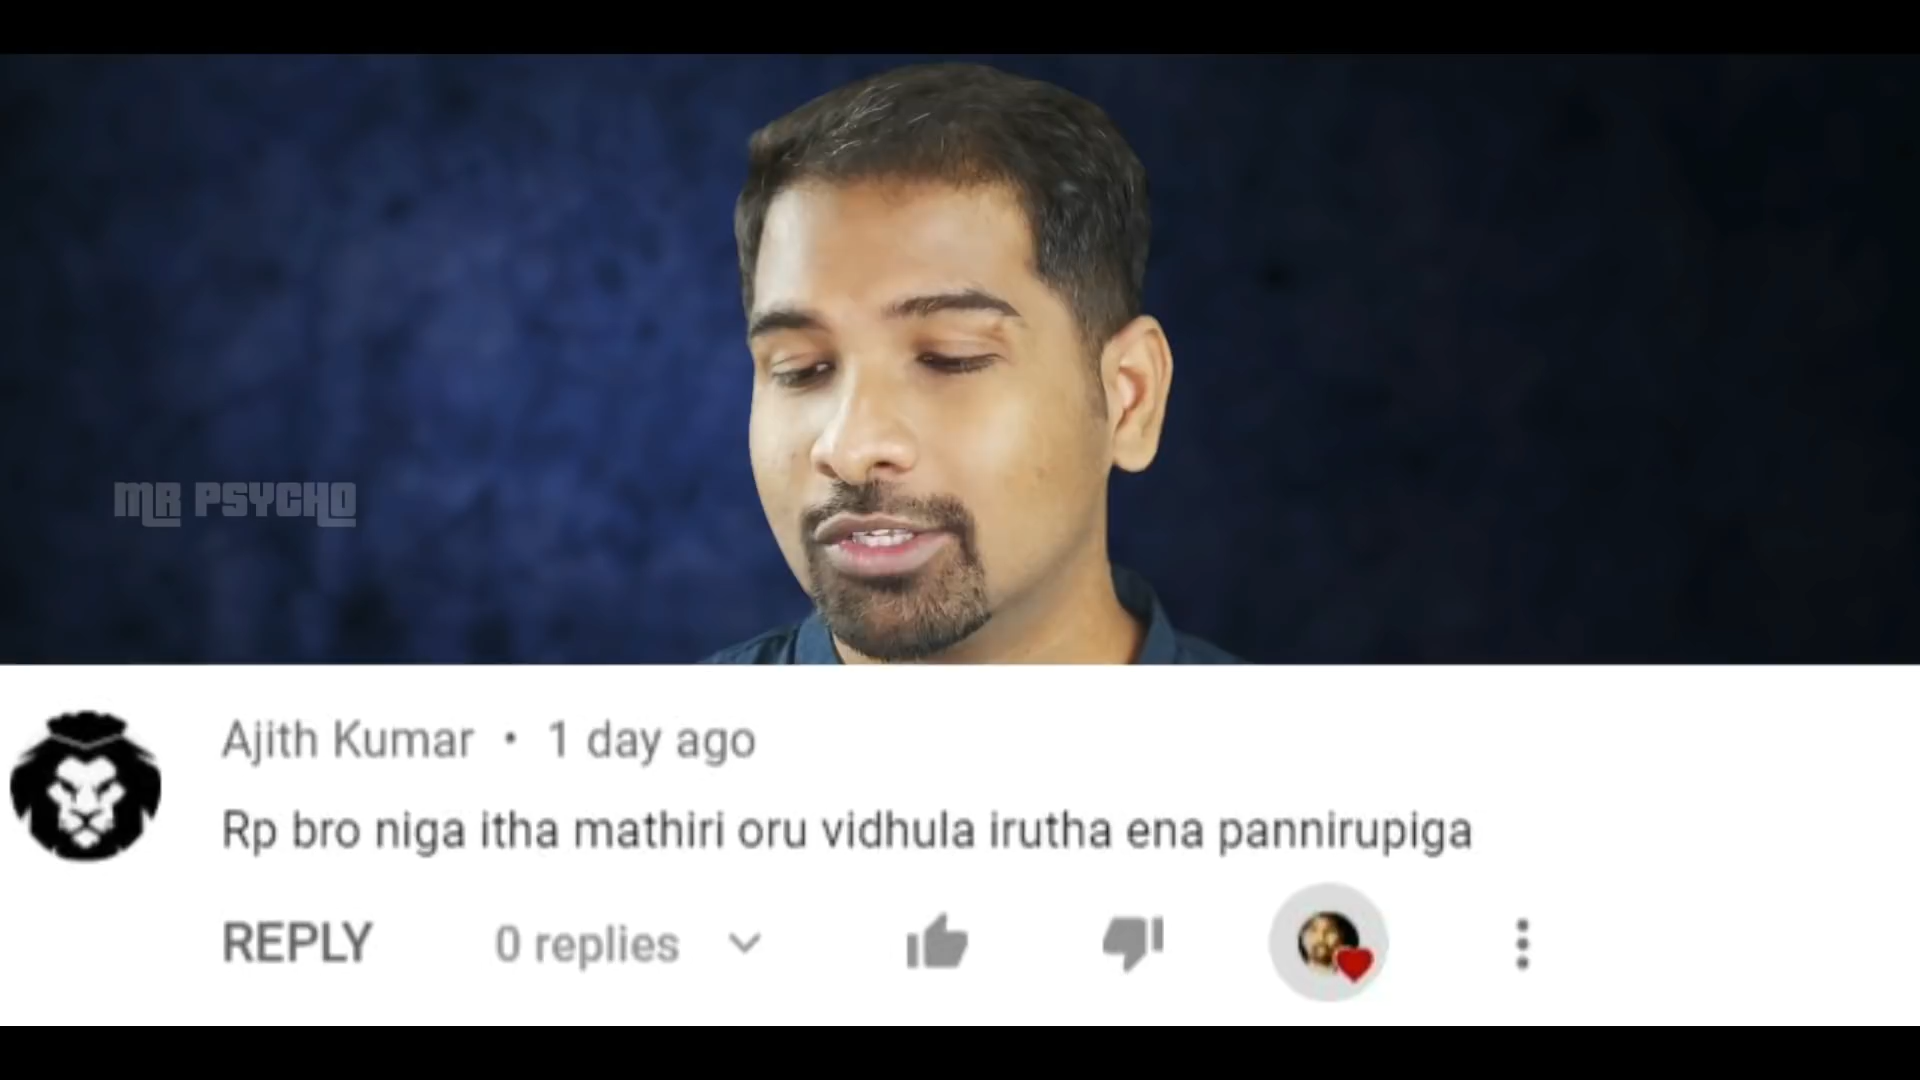 MR PSYCHO
Ajith Kumar • 1 day ago
Rp bro niga itha mathiri oru vidhula irutha ena pannirupiga
REPLY 0 replies